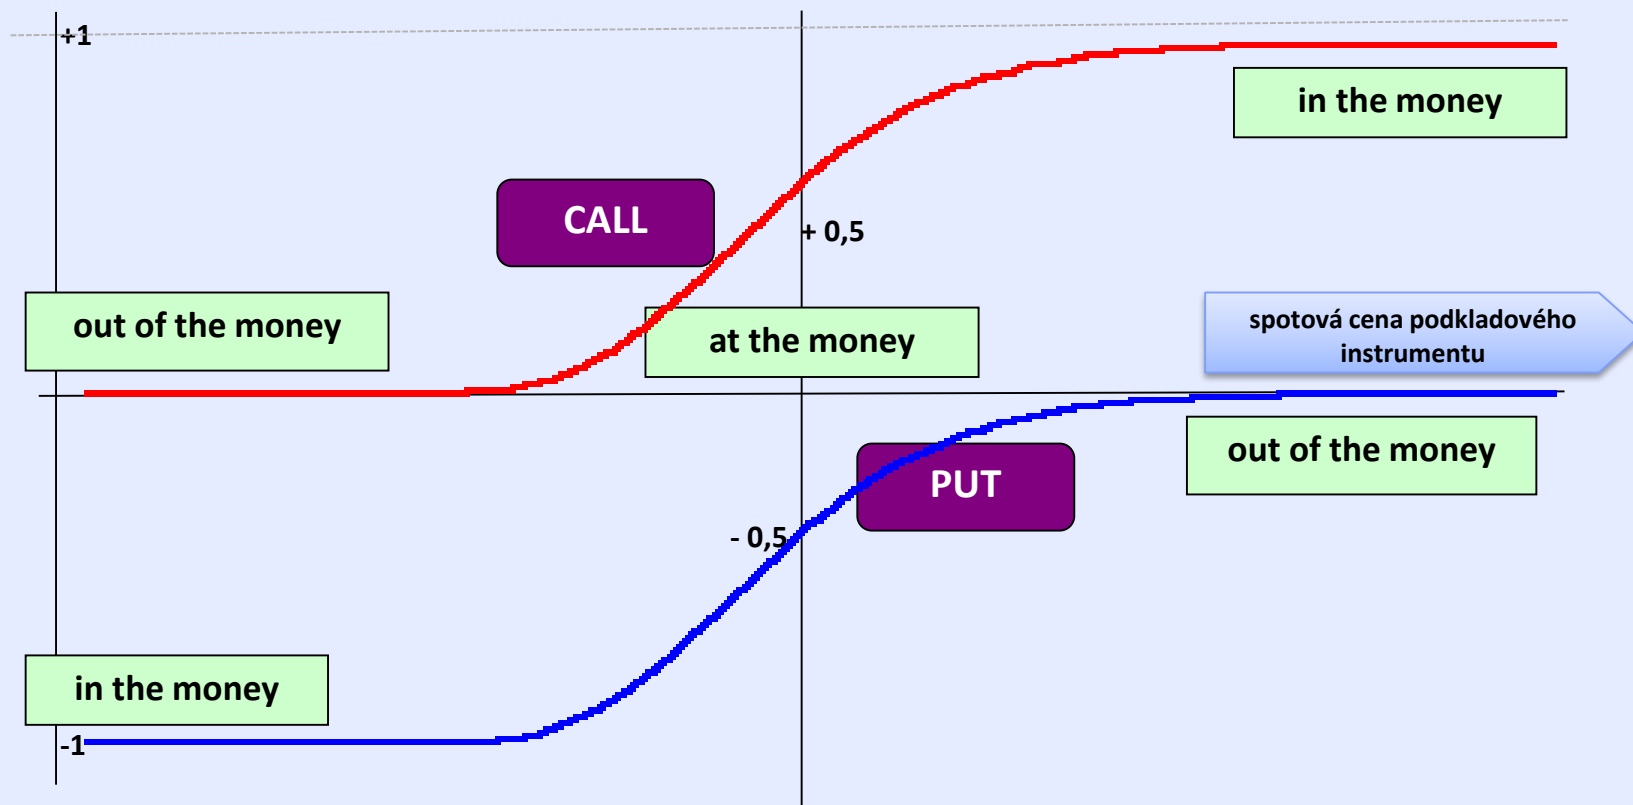 +1
in the money
CALL
+ 0,5
out of the money
at the money
spotová cena podkladového
instrumentu
out of the money
PUT
- 0,5
in the money
-1